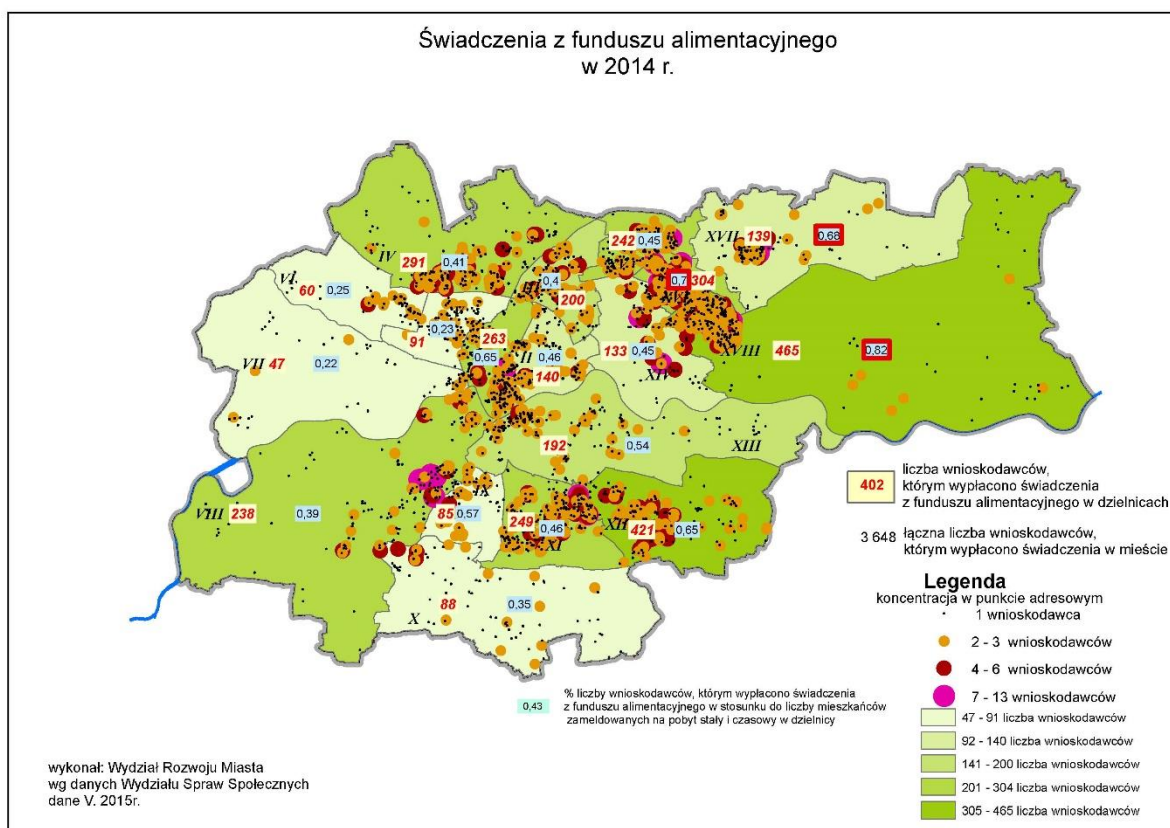 Świadczenia z funduszu alimentacyjnego
w 2014 r.
242
0,45
XVII
139
0,68
IV
291
0,41
0,7
304
XVI
VI
60
0,25
III
0,4
200
V
0,23
91
263
0,65
II
0,46
140
133
0,45
XIV
XVIII
465
0,82
VII
47
0,22
192
0,54
XIII
VIII
238
0,39
IX
85
0,57
249
0,46
XI
XII
421
0,65
88
X
0,35
402
liczba wnioskodawców,
którym wypłacono świadczenia
z funduszu alimentacyjnego w dzielnicach
3 648
łączna liczba wnioskodawców,
którym wypłacono świadczenia w mieście
Legenda
koncentracja w punkcie adresowym
1 wnioskodawca
2 - 3 wnioskodawców
4 - 6 wnioskodawców
7 - 13 wnioskodawców
47 - 91 liczba wnioskodawców
92 - 140 liczba wnioskodawców
141 - 200 liczba wnioskodawców
201 - 304 liczba wnioskodawców
305 - 465 liczba wnioskodawców
0,43
% liczby wnioskodawców, którym wypłacono świadczenia
z funduszu alimentacyjnego w stosunku do liczby mieszkańców
zameldowanych na pobyt stały i czasowy w dzielnicy
wykonał: Wydział Rozwoju Miasta
wg danych Wydziału Spraw Społecznych
dane V. 2015r.